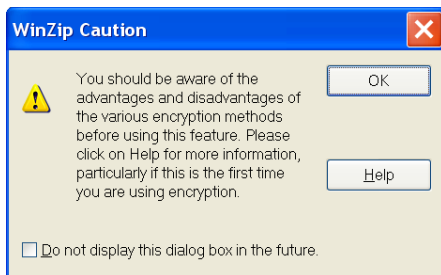 WinZip Caution
You should be aware of the
advantages and disadvantages of
the various encryption methods
before using this feature. Please
click on Help for more information,
particularly if this is the first time
you are using encryption.
OK
Help
Do not display this dialog box in the future.